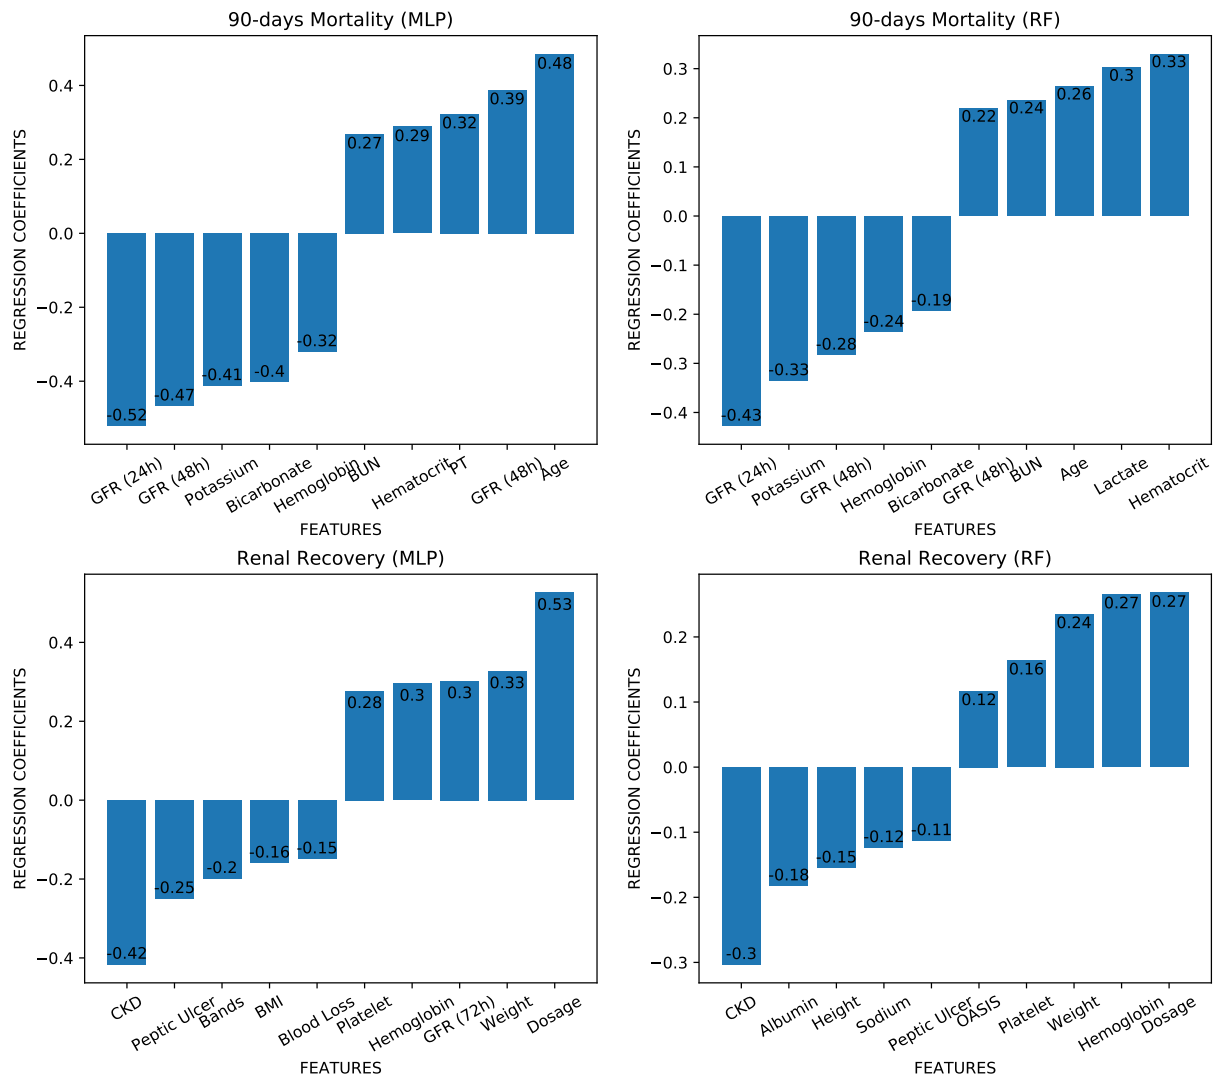 90-days Mortality (MLP)
REGRESSION COEFFICIENTS
0.4
0.2
0.0
−0.2
−0.4
-0.52
-0.47
-0.41
-0.4
-0.32
0.27
0.29
0.32
0.39
0.48
GFR (24h)
GFR (48h)
Potassium
Bicarbonate
Hemoglobin
BUN
Hematocrit
PT
GFR (48h)
Age
FEATURES
90-days Mortality (RF)
REGRESSION COEFFICIENTS
0.3
0.2
0.1
0.0
−0.1
−0.2
−0.3
−0.4
-0.43
-0.33
-0.28
-0.24
-0.19
0.22
0.24
0.26
0.3
0.33
GFR (24h)
Potassium
GFR (48h)
Hemoglobin
Bicarbonate
GFR (48h)
BUN
Age
Lactate
Hematocrit
FEATURES
Renal Recovery (MLP)
REGRESSION COEFFICIENTS
0.4
0.2
0.0
−0.2
−0.4
-0.42
-0.25
-0.2
-0.16
-0.15
0.28
0.3
0.3
0.33
0.53
CKD
Peptic Ulcer
Bands
BMI
Blood Loss
Platelet
Hemoglobin
GFR (72h)
Weight
Dosage
FEATURES
Renal Recovery (RF)
REGRESSION COEFFICIENTS
0.2
0.1
0.0
−0.1
−0.2
−0.3
-0.3
-0.18
-0.15
-0.12
-0.11
0.12
0.16
0.24
0.27
0.27
CKD
Albumin
Height
Sodium
Peptic Ulcer
OASIS
Platelet
Weight
Hemoglobin
Dosage
FEATURES